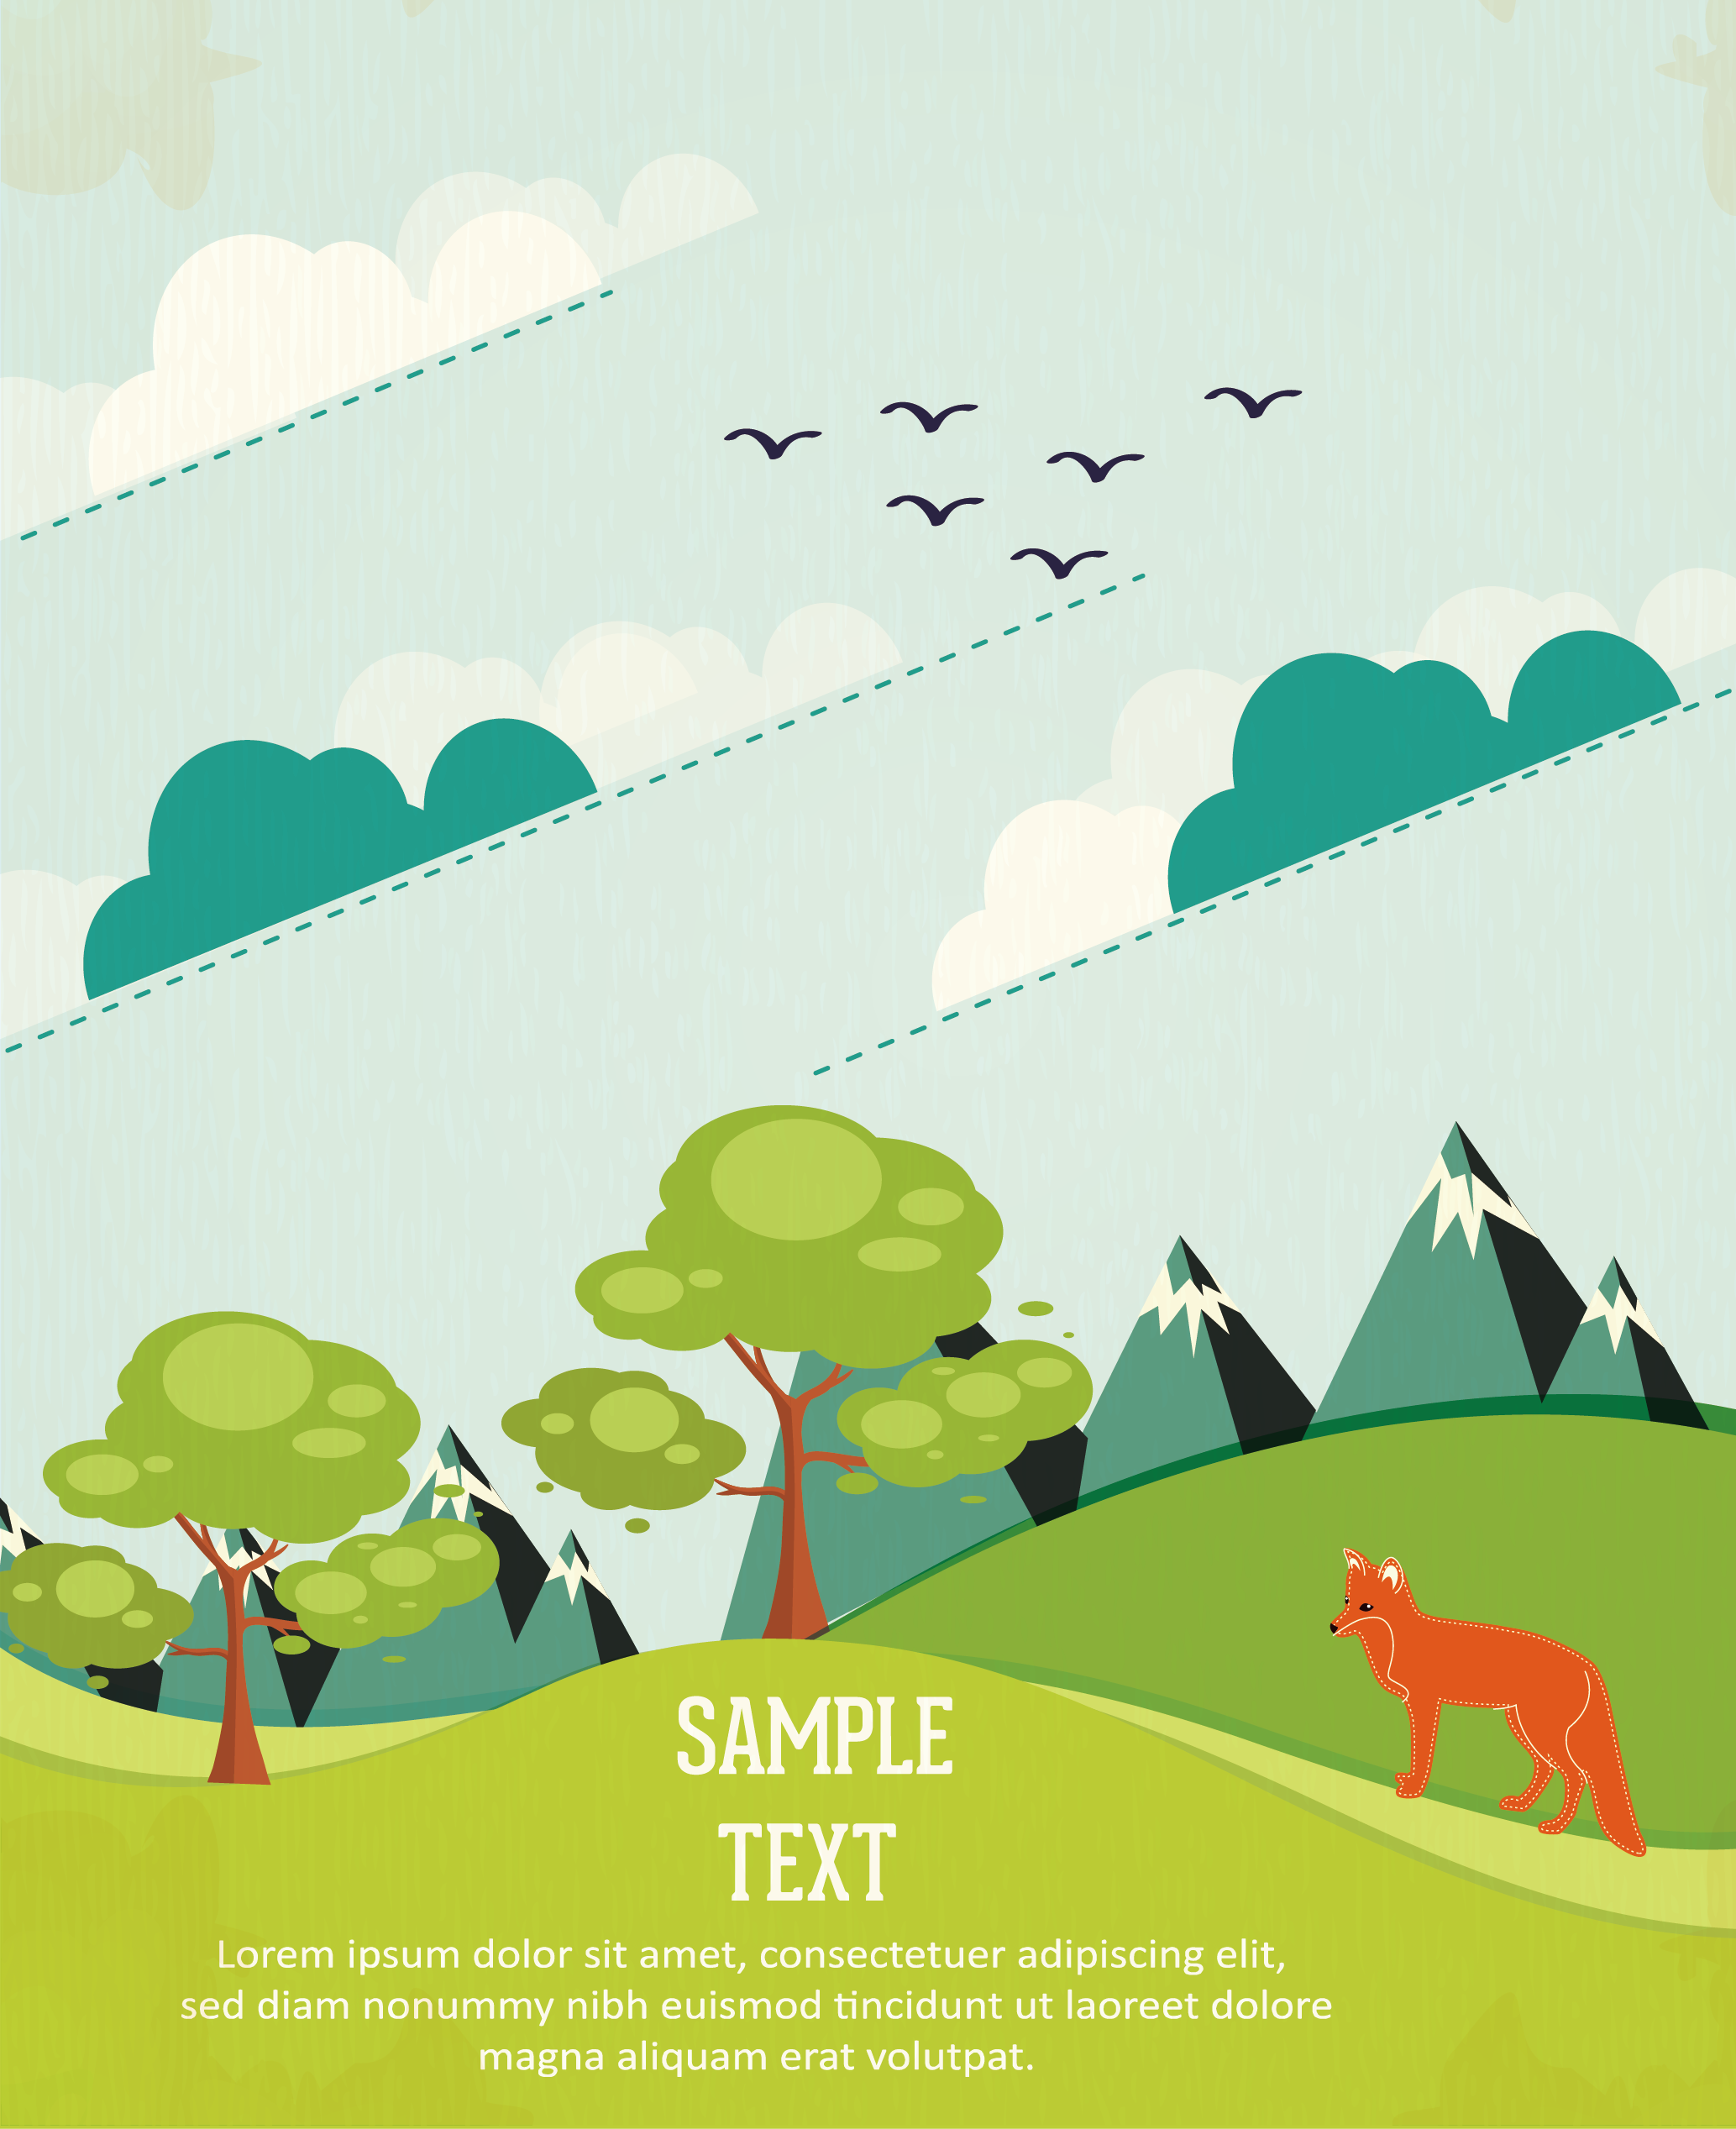 SAMPLE
TEXT
Lorem ipsum dolor sit amet, consectetuer adipiscing elit,
sed diam nonummy nibh euismod tincidunt ut laoreet dolore
magna aliquam erat volutpat.